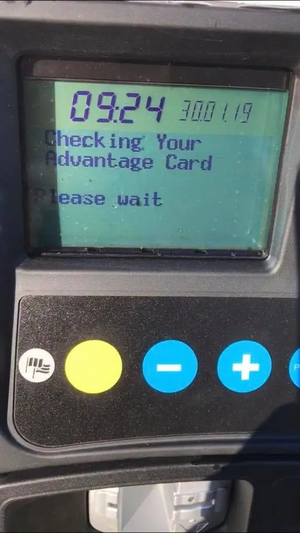 09:24 30.01.19
Checking Your
Advantage Card
Please wait
- +
P